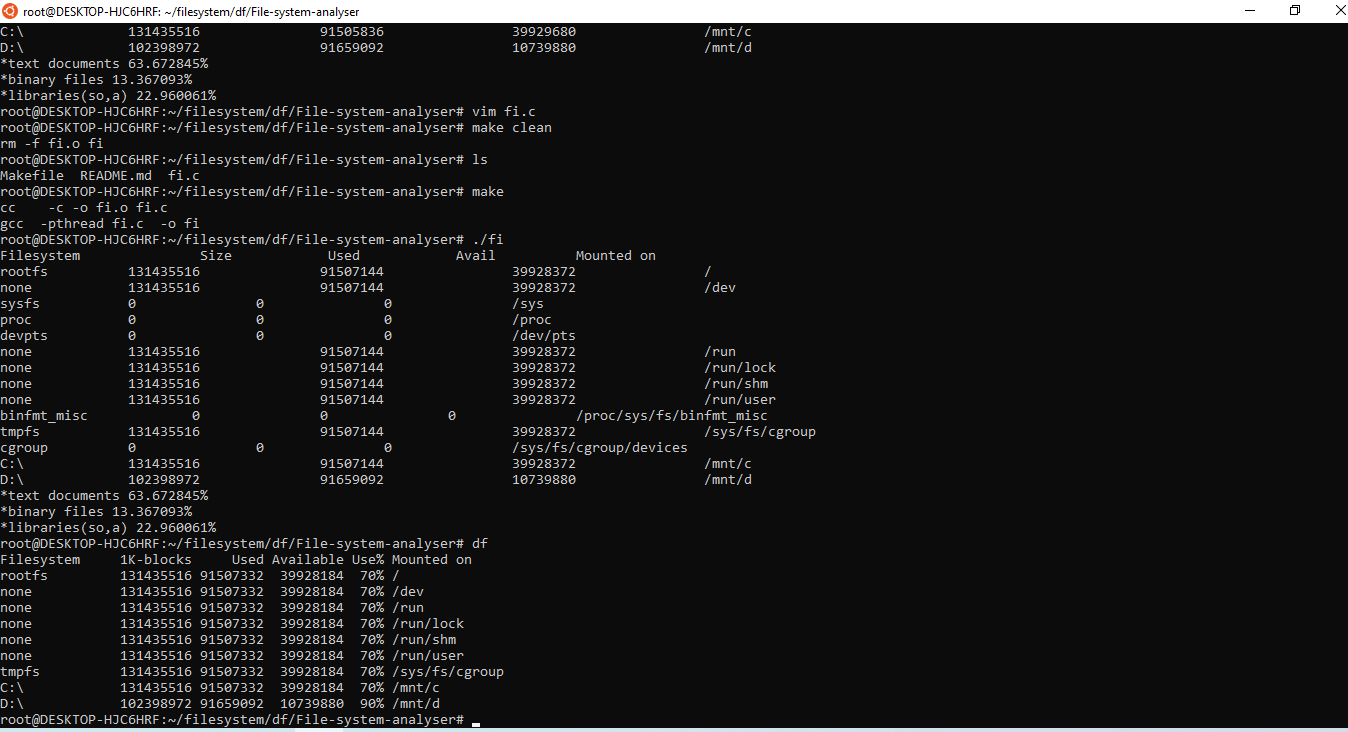 root@DESKTOP-HJC6HRF: ~/filesystem/df/File-system-analyser
C:\             131435516               91505836                39929680                /mnt/c
D:\             102398972               91659092                10739880                /mnt/d
*text documents 63.672845%
*binary files 13.367093%
*libraries(so,a) 22.960061%
root@DESKTOP-HJC6HRF:~/filesystem/df/File-system-analyser# vim fi.c
root@DESKTOP-HJC6HRF:~/filesystem/df/File-system-analyser# make clean
rm -f fi.o fi
root@DESKTOP-HJC6HRF:~/filesystem/df/File-system-analyser# ls
Makefile  README.md  fi.c
root@DESKTOP-HJC6HRF:~/filesystem/df/File-system-analyser# make
cc    -c -o fi.o fi.c
gcc  -pthread fi.c  -o fi
root@DESKTOP-HJC6HRF:~/filesystem/df/File-system-analyser# ./fi
Filesystem               Size            Used            Avail          Mounted on
rootfs          131435516               91507144                39928372                /
none            131435516               91507144                39928372                /dev
sysfs           0               0               0               /sys
proc            0               0               0               /proc
devpts          0               0               0               /dev/pts
none            131435516               91507144                39928372                /run
none            131435516               91507144                39928372                /run/lock
none            131435516               91507144                39928372                /run/shm
none            131435516               91507144                39928372                /run/user
binfmt_misc             0               0               0               /proc/sys/fs/binfmt_misc
tmpfs           131435516               91507144                39928372                /sys/fs/cgroup
cgroup          0               0               0               /sys/fs/cgroup/devices
C:\             131435516               91507144                39928372                /mnt/c
D:\             102398972               91659092                10739880                /mnt/d
*text documents 63.672845%
*binary files 13.367093%
*libraries(so,a) 22.960061%
root@DESKTOP-HJC6HRF:~/filesystem/df/File-system-analyser# df
Filesystem     1K-blocks     Used Available Use% Mounted on
rootfs         131435516 91507332  39928184  70% /
none           131435516 91507332  39928184  70% /dev
none           131435516 91507332  39928184  70% /run
none           131435516 91507332  39928184  70% /run/lock
none           131435516 91507332  39928184  70% /run/shm
none           131435516 91507332  39928184  70% /run/user
tmpfs          131435516 91507332  39928184  70% /sys/fs/cgroup
C:\            131435516 91507332  39928184  70% /mnt/c
D:\            102398972 91659092  10739880  90% /mnt/d
root@DESKTOP-HJC6HRF:~/filesystem/df/File-system-analyser#